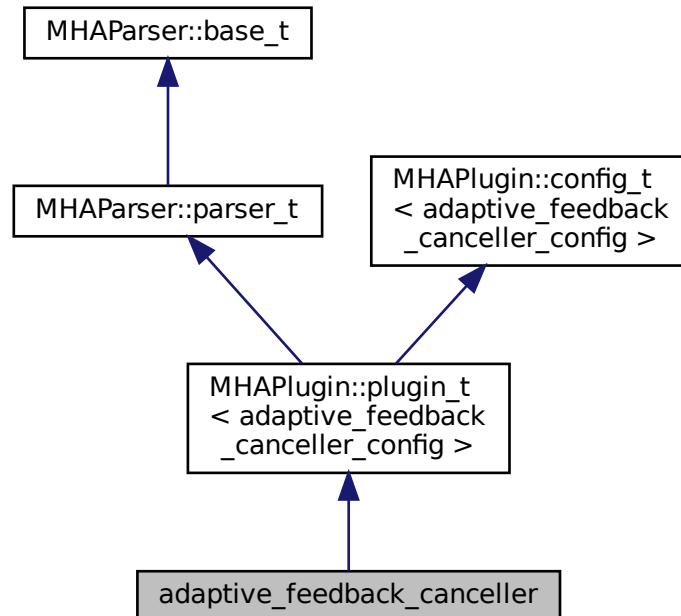 MHAParser::base_t
MHAParser::parser_t
MHAPlugin::config_t
< adaptive_feedback
_canceller_config >
MHAPlugin::plugin_t
< adaptive_feedback
_canceller_config >
adaptive_feedback_canceller